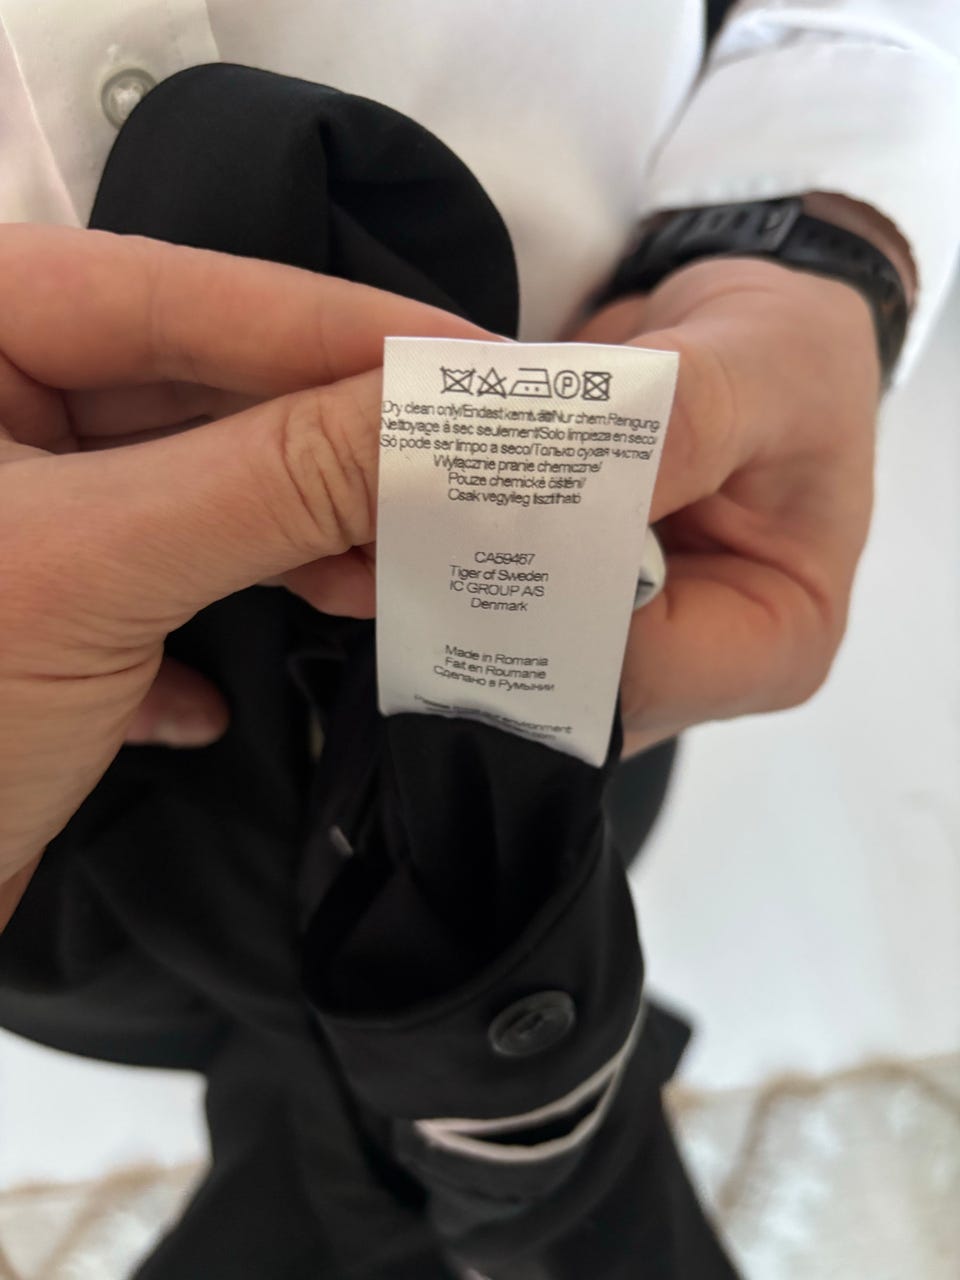 P
Dry clean only/Endast kemtvätt/Nur chem.Reinigung/
Nettoyage à sec seulement/Solo limpieza en seco/
Só pode ser limpo a seco/Только сухая чистка/
Wyłącznie pranie chemiczne/
Pouze chemické čištění/
Csak vegyileg tisztítható
CA59467
Tiger of Sweden
IC GROUP A/S
Denmark
Made in Romania
Fait en Roumanie
Сделано в Румынии
environment